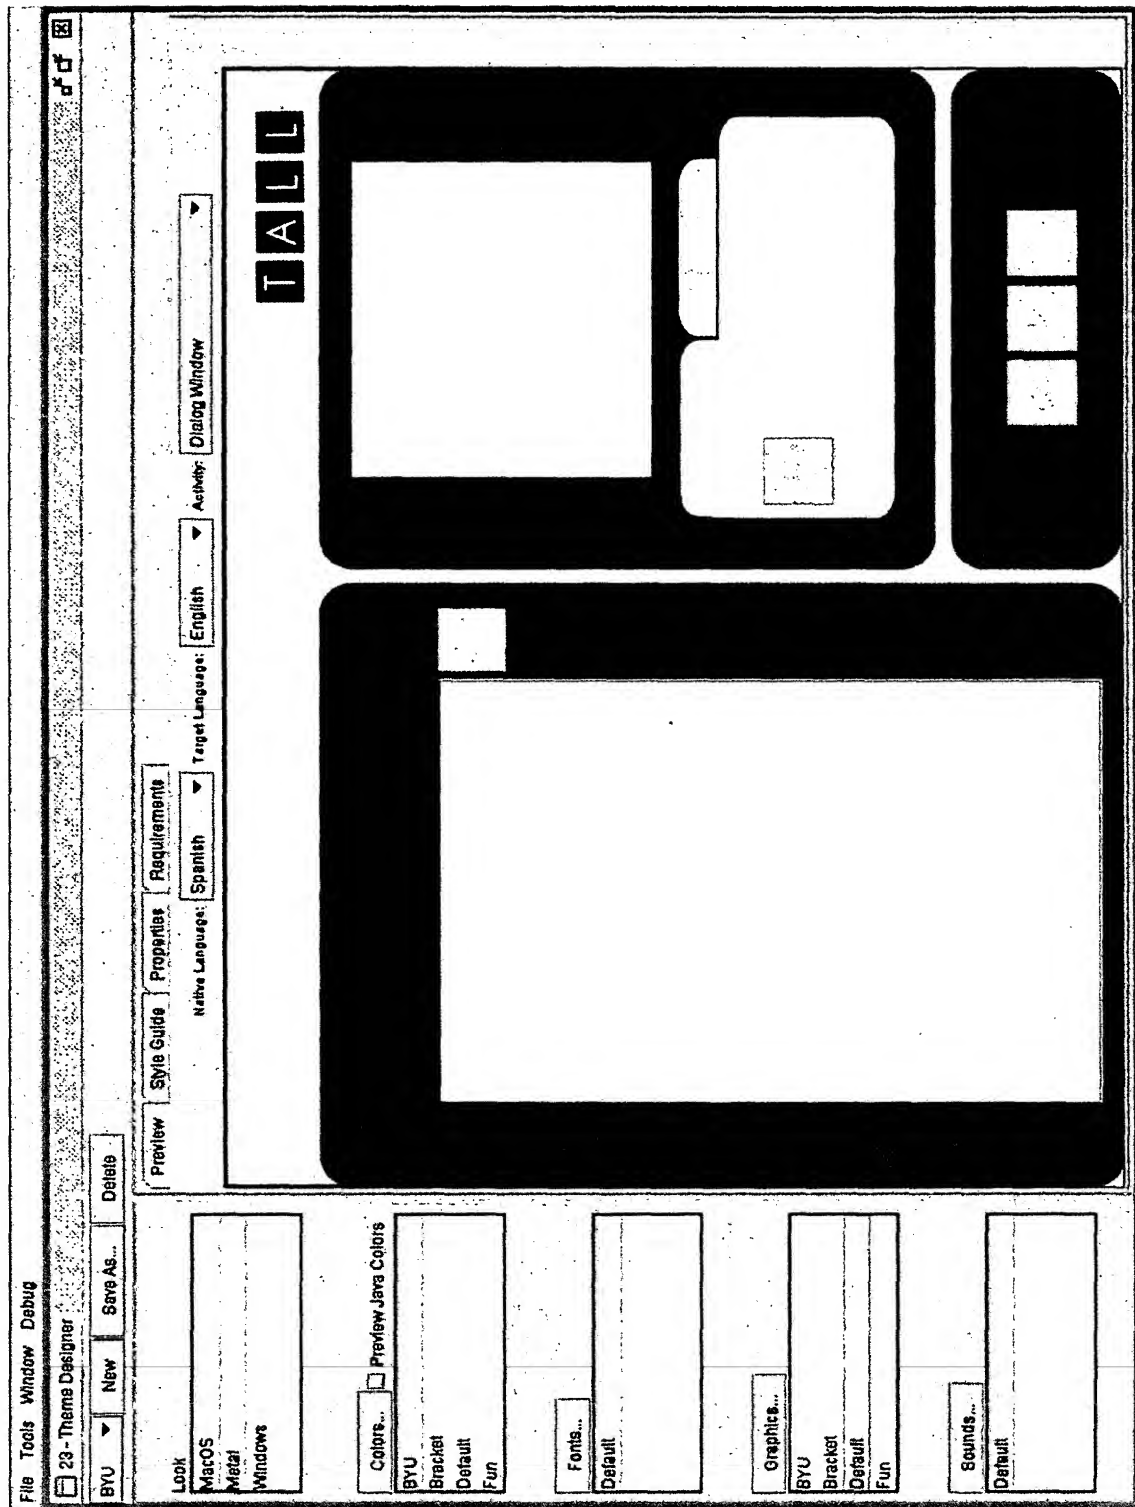 File Tools Window Debug
23 - Theme Designer
BYU New Save As... Delete
Look
MacOS
Metal
Windows
Colors... Preview Java Colors
BYU
Bracket
Default
Fun
Fonts...
Default
Graphics...
BYU
Bracket
Default
Fun
Sounds...
Default
Preview Style Guide Properties Requirements
Native Language: Spanish Target Language: English Activity: Dialog Window
T A L L